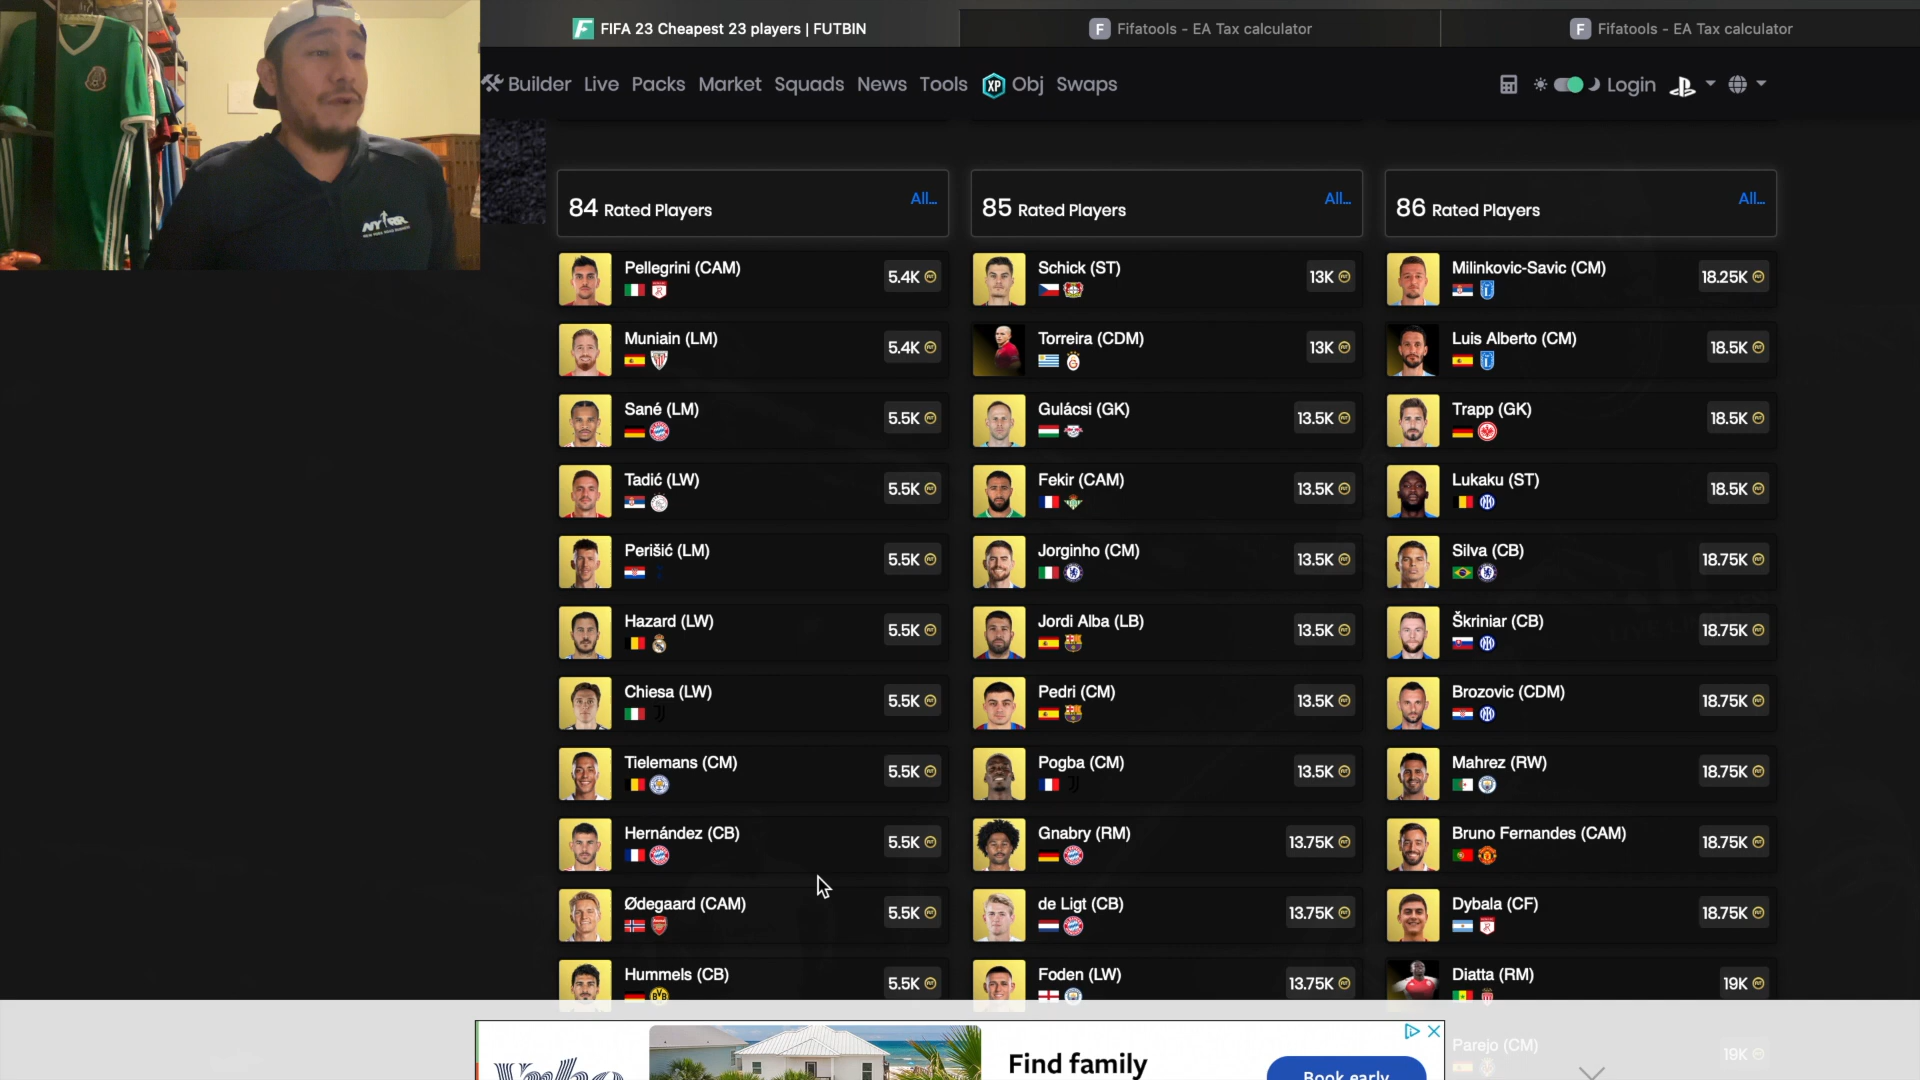 FIFA 23 Cheapest 23 players | FUTBIN
F Fifatools - EA Tax calculator
F Fifatools - EA Tax calculator
Builder Live Packs Market Squads News Tools XP Obj Swaps
Login
84 Rated Players All...
Pellegrini (CAM) 5.4K
Muniain (LM) 5.4K
Sané (LM) 5.5K
Tadić (LW) 5.5K
Perišić (LM) 5.5K
Hazard (LW) 5.5K
Chiesa (LW) 5.5K
Tielemans (CM) 5.5K
Hernández (CB) 5.5K
Ødegaard (CAM) 5.5K
Hummels (CB) 5.5K
85 Rated Players All...
Schick (ST) 13K
Torreira (CDM) 13K
Gulácsi (GK) 13.5K
Fekir (CAM) 13.5K
Jorginho (CM) 13.5K
Jordi Alba (LB) 13.5K
Pedri (CM) 13.5K
Pogba (CM) 13.5K
Gnabry (RM) 13.75K
de Ligt (CB) 13.75K
Foden (LW) 13.75K
86 Rated Players All...
Milinkovic-Savic (CM) 18.25K
Luis Alberto (CM) 18.5K
Trapp (GK) 18.5K
Lukaku (ST) 18.5K
Silva (CB) 18.75K
Škriniar (CB) 18.75K
Brozovic (CDM) 18.75K
Mahrez (RW) 18.75K
Bruno Fernandes (CAM) 18.75K
Dybala (CF) 18.75K
Diatta (RM) 19K
Parejo (CM) 19K
Vrbo
Find family
Book early